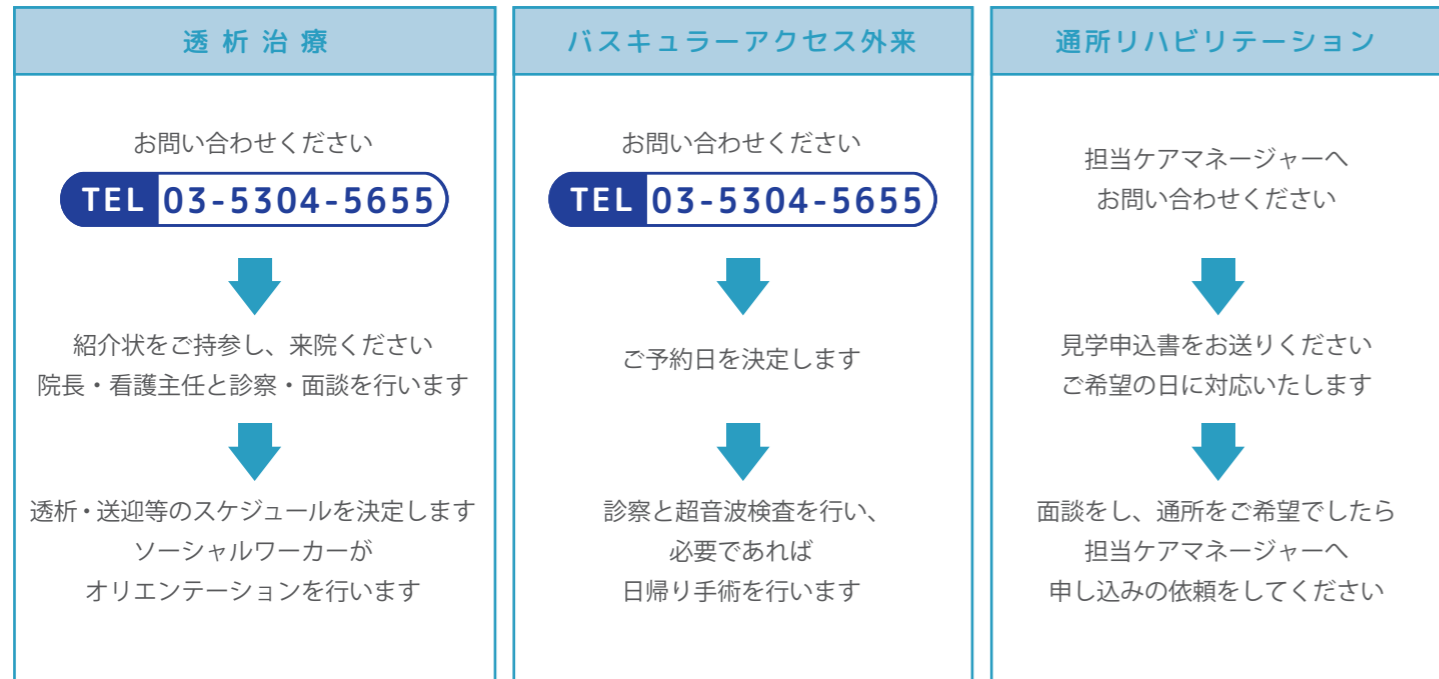 透析治療
お問い合わせください
TEL 03-5304-5655
紹介状をご持参し、来院ください
院長・看護主任と診察・面談を行います
透析・送迎等のスケジュールを決定します
ソーシャルワーカーが
オリエンテーションを行います
バスキュラーアクセス外来
お問い合わせください
TEL 03-5304-5655
ご予約日を決定します
診察と超音波検査を行い、
必要であれば
日帰り手術を行います
通所リハビリテーション
担当ケアマネージャーへ
お問い合わせください
見学申込書をお送りください
ご希望の日に対応いたします
面談をし、通所をご希望でしたら
担当ケアマネージャーへ
申し込みの依頼をしてください